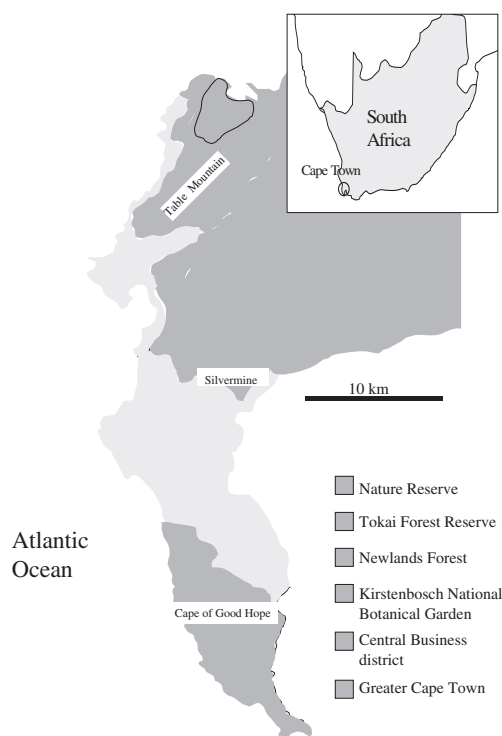 South
Africa
Cape Town
Table Mountain
Silvermine
10 km
Nature Reserve
Tokai Forest Reserve
Newlands Forest
Kirstenbosch National
Botanical Garden
Central Business
district
Greater Cape Town
Atlantic
Ocean
Cape of Good Hope